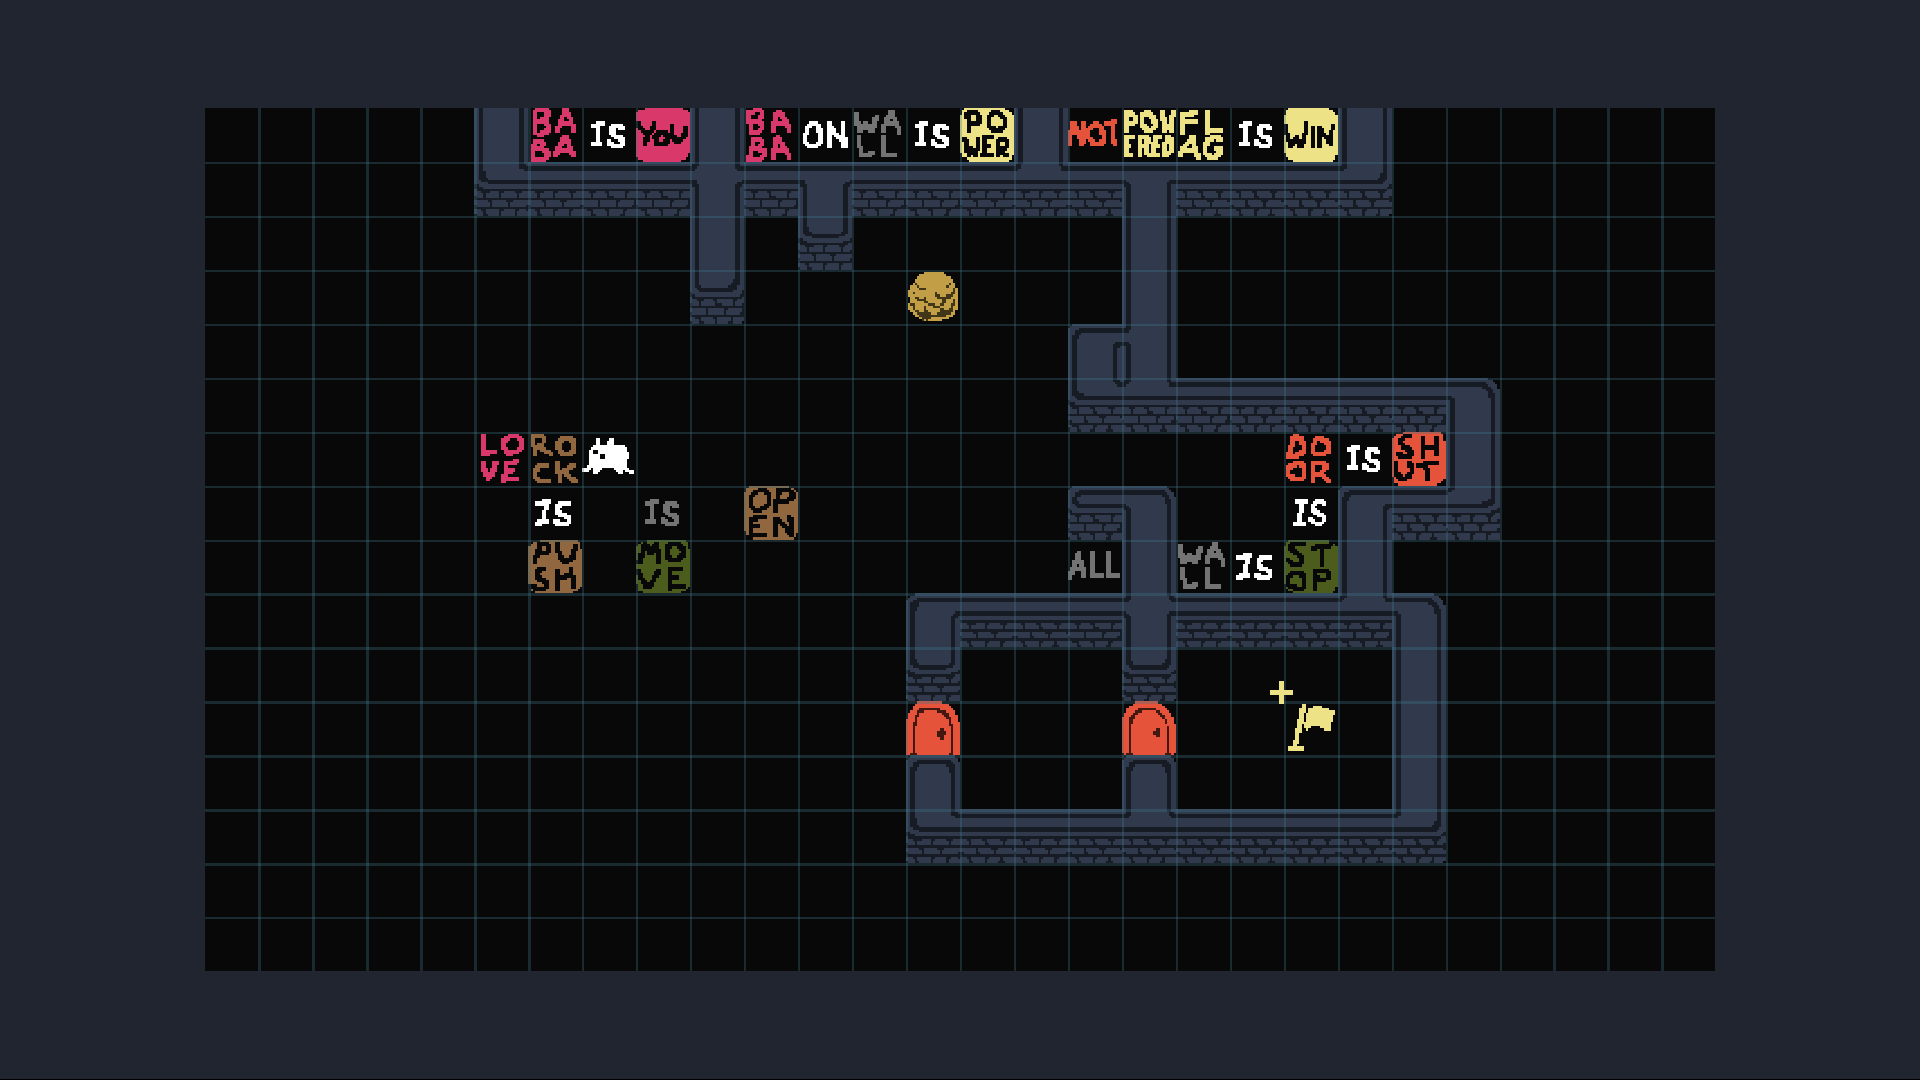 BABA IS YOU BABA ON WALL IS POWER NOT POWERED FLAG IS WIN
LOVE ROCK DOOR IS SHUT
IS IS OPEN IS
PUSH MOVE ALL WALL IS STOP